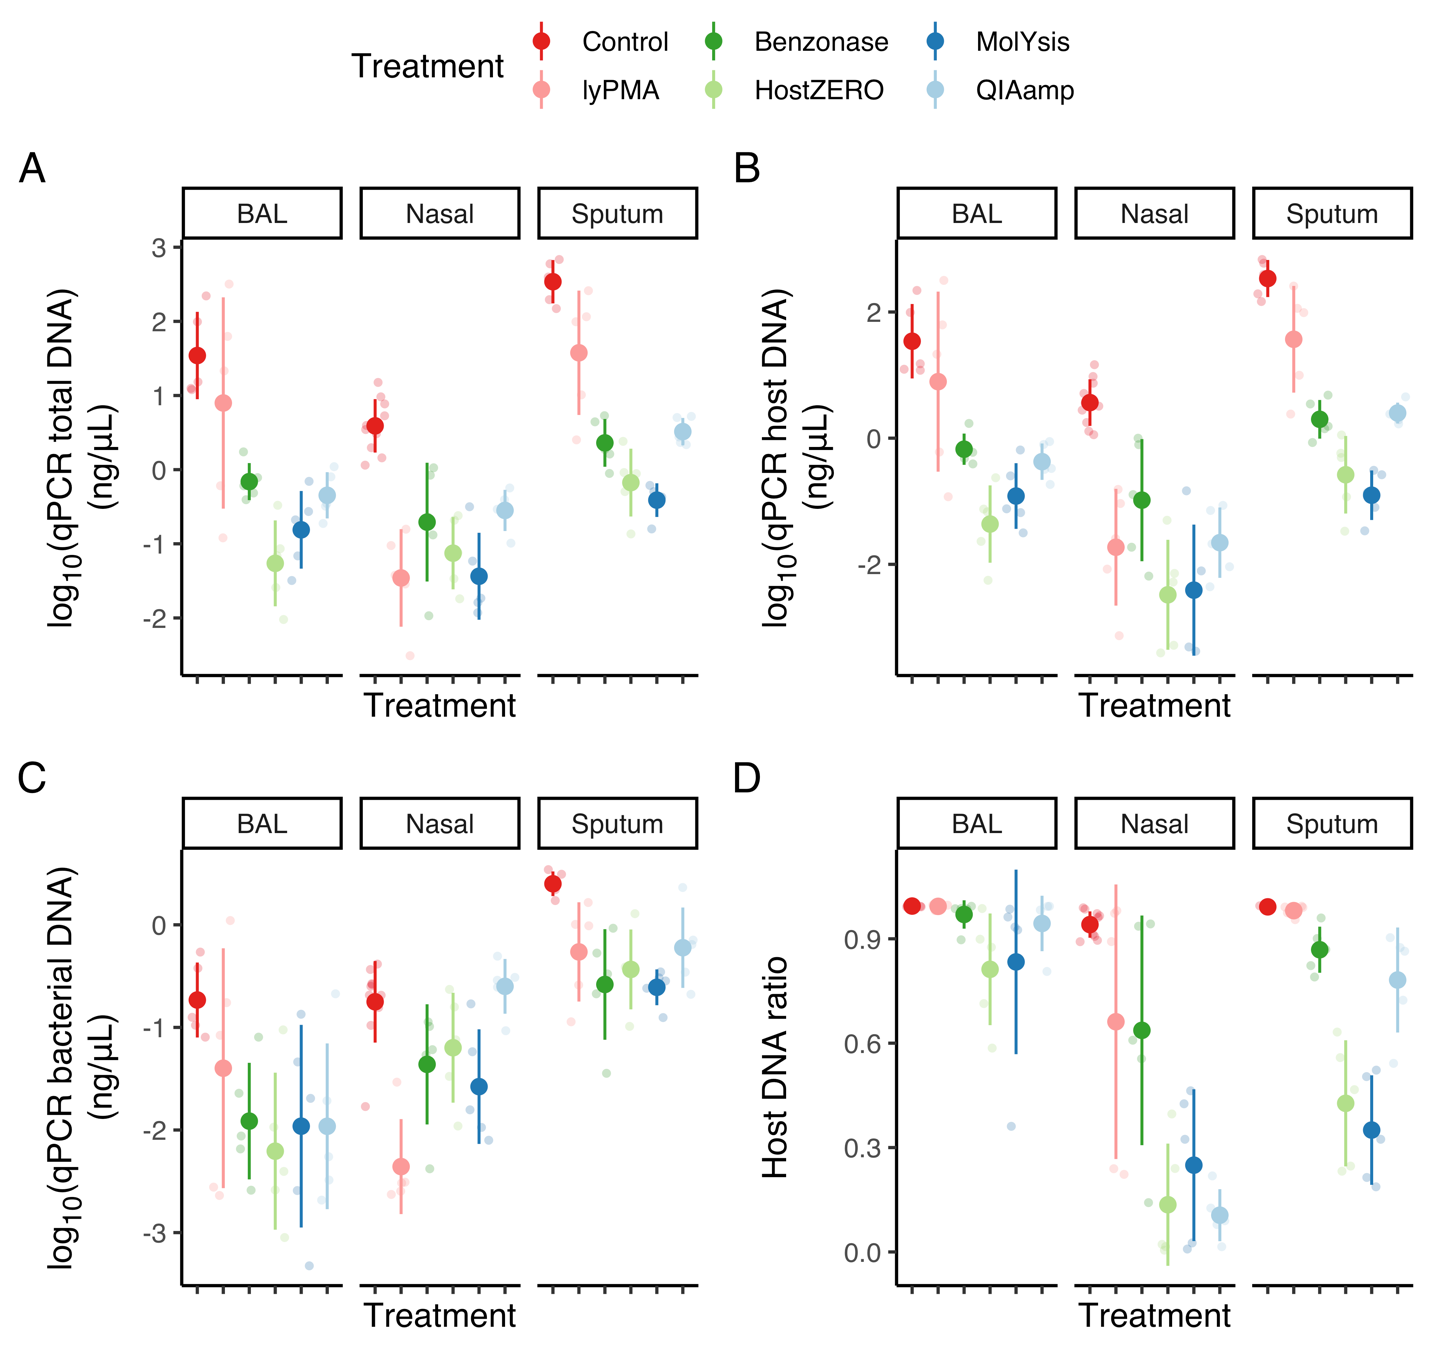 Treatment
Control
Benzonase
MolYsis
lyPMA
HostZERO
QIAamp
A
BAL
Nasal
Sputum
log10(qPCR total DNA)
(ng/μL)
3
2
1
0
-1
-2
Treatment
B
BAL
Nasal
Sputum
log10(qPCR host DNA)
(ng/μL)
2
0
-2
Treatment
C
BAL
Nasal
Sputum
log10(qPCR bacterial DNA)
(ng/μL)
0
-1
-2
-3
Treatment
D
BAL
Nasal
Sputum
Host DNA ratio
0.9
0.6
0.3
0.0
Treatment